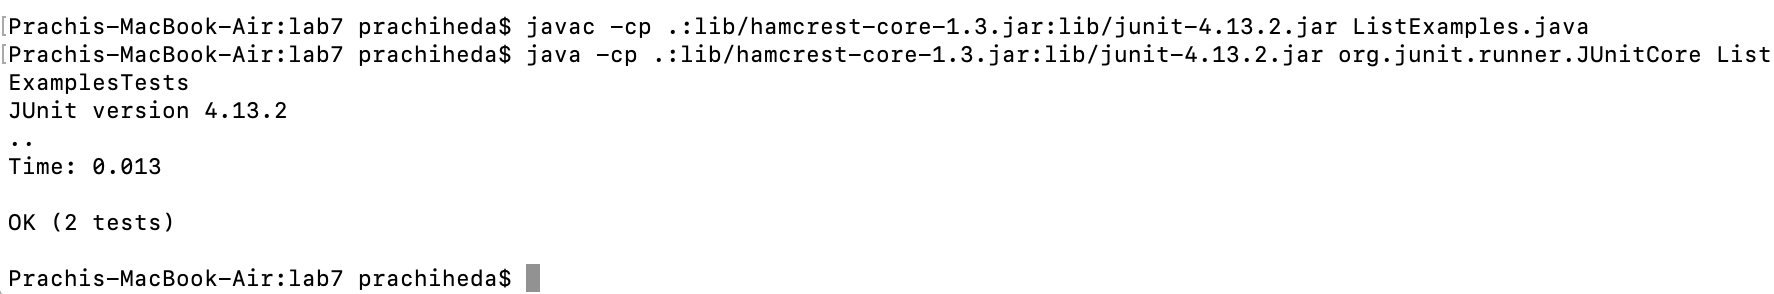 [Prachis-MacBook-Air:lab7 prachiheda$ javac -cp .:lib/hamcrest-core-1.3.jar:lib/junit-4.13.2.jar ListExamples.java
[Prachis-MacBook-Air:lab7 prachiheda$ java -cp .:lib/hamcrest-core-1.3.jar:lib/junit-4.13.2.jar org.junit.runner.JUnitCore List
ExamplesTests
JUnit version 4.13.2
..
Time: 0.013
OK (2 tests)
Prachis-MacBook-Air:lab7 prachiheda$